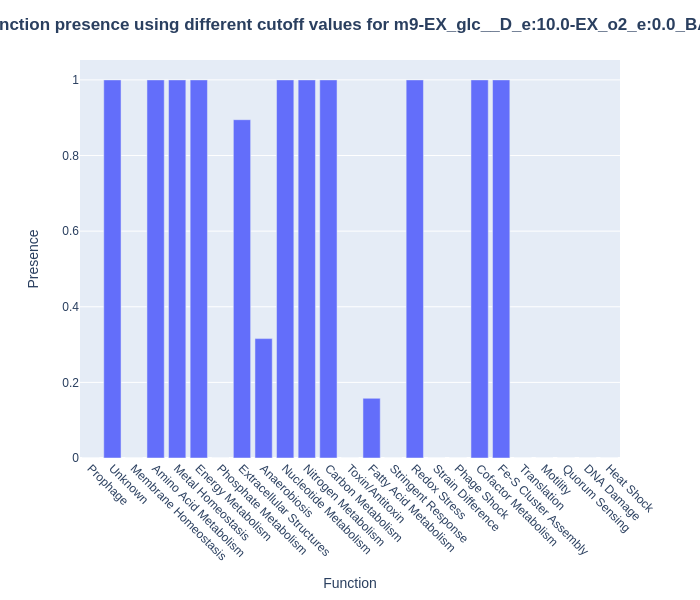 nction presence using different cutoff values for m9-EX_glc__D_e:10.0-EX_o2_e:0.0_BA
1
0.8
0.6
0.4
0.2
0
Presence
Prophage
Unknown
Membrane Homeostasis
Amino Acid Metabolism
Metal Homeostasis
Energy Metabolism
Phosphate Metabolism
Extracellular Structures
Anaerobiosis
Nucleotide Metabolism
Nitrogen Metabolism
Carbon Metabolism
Toxin/Antitoxin
Fatty Acid Metabolism
Stringent Response
Redox Stress
Strain Difference
Phage Shock
Cofactor Metabolism
Fe-S Cluster Assembly
Translation
Motility
Quorum Sensing
DNA Damage
Heat Shock
Function